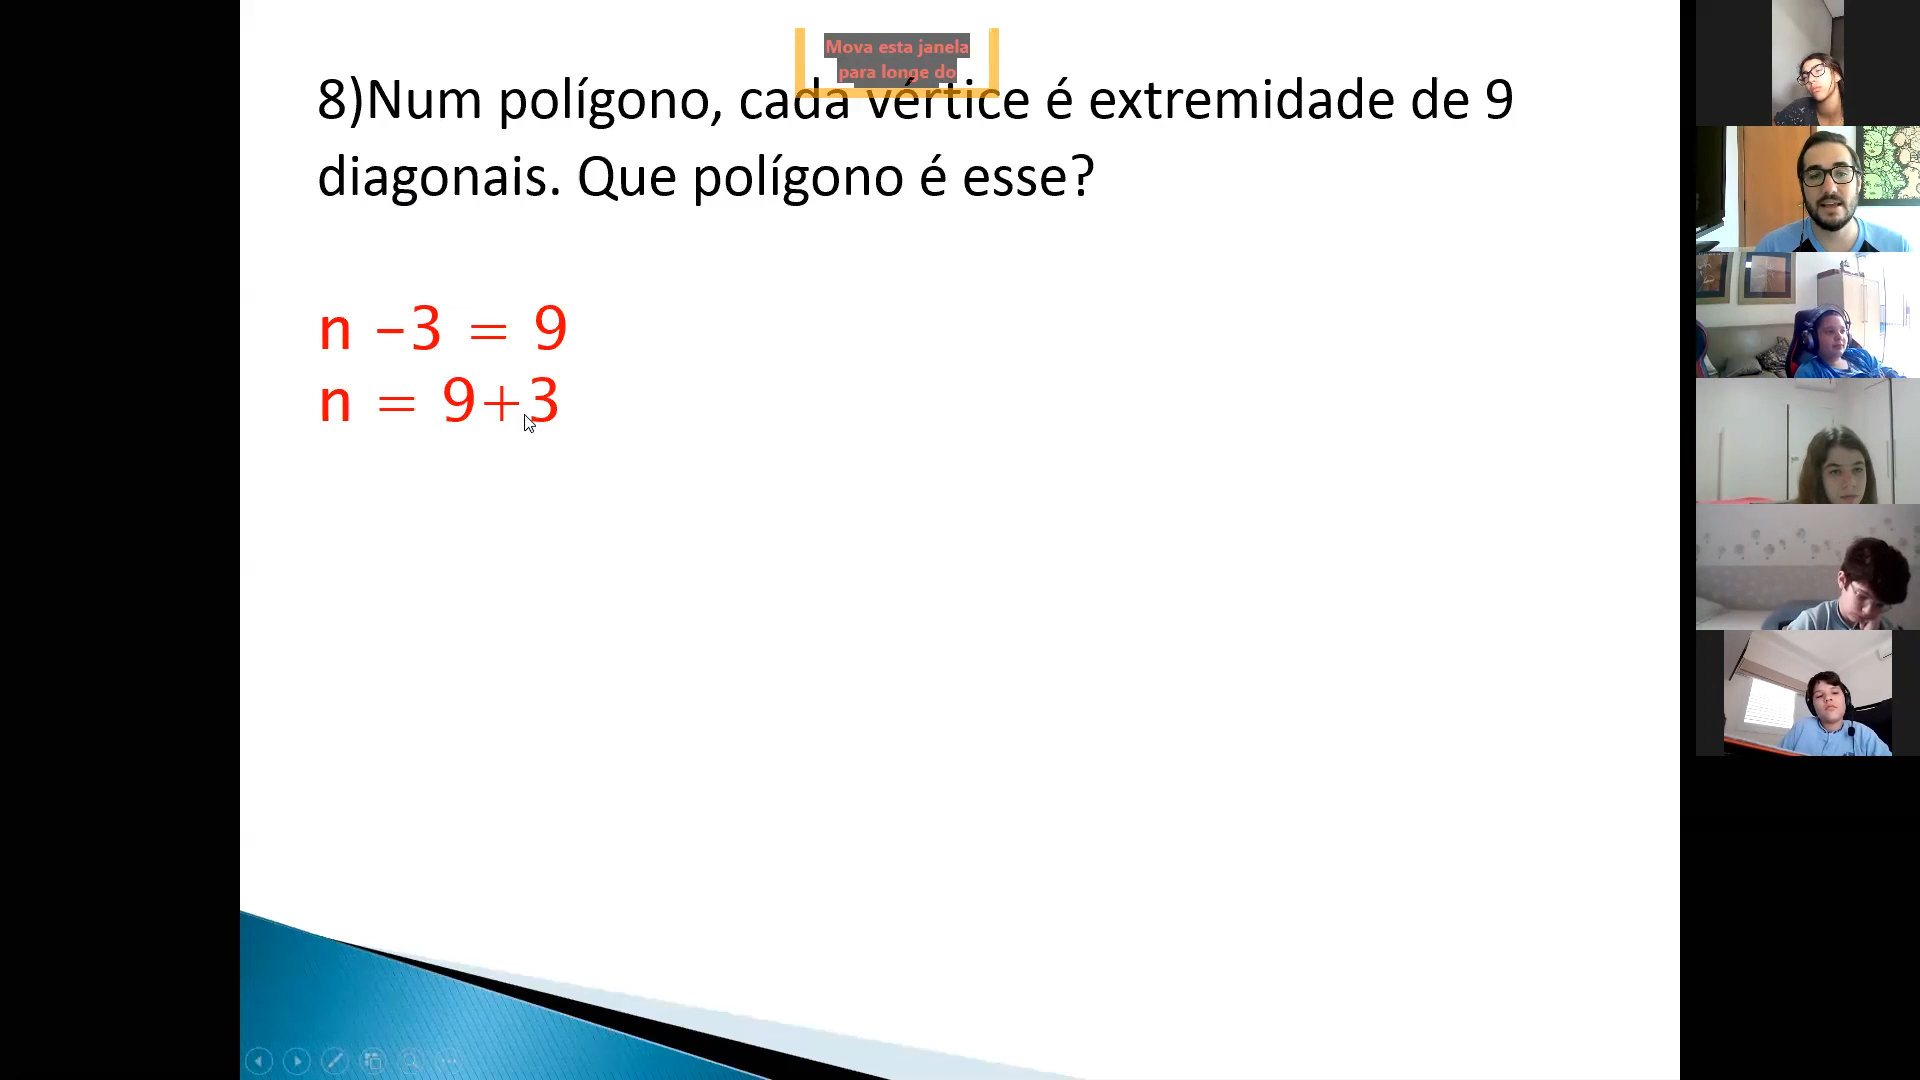 Mova esta janela
para longe do
8)Num polígono, cada vértice é extremidade de 9
diagonais. Que polígono é esse?
n –3 = 9
n = 9+3